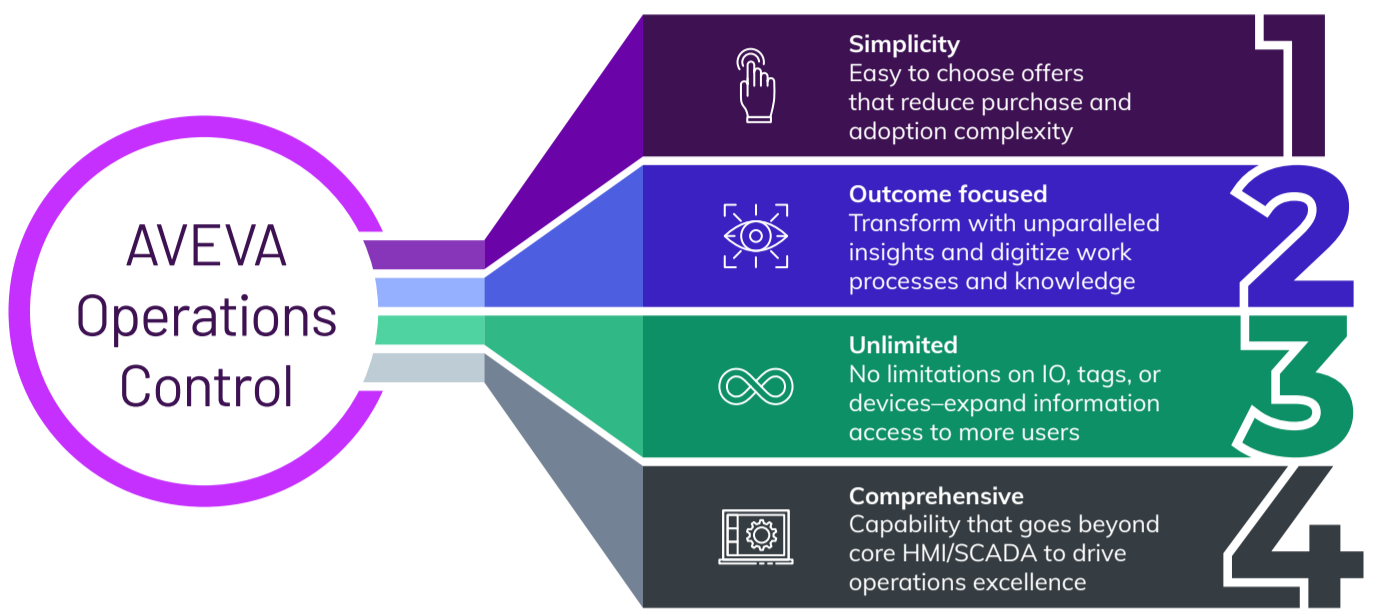 AVEVA
Operations
Control
Simplicity
Easy to choose offers
that reduce purchase and
adoption complexity
1
Outcome focused
Transform with unparalleled
insights and digitize work
processes and knowledge
2
Unlimited
No limitations on IO, tags, or
devices–expand information
access to more users
3
Comprehensive
Capability that goes beyond
core HMI/SCADA to drive
operations excellence
4